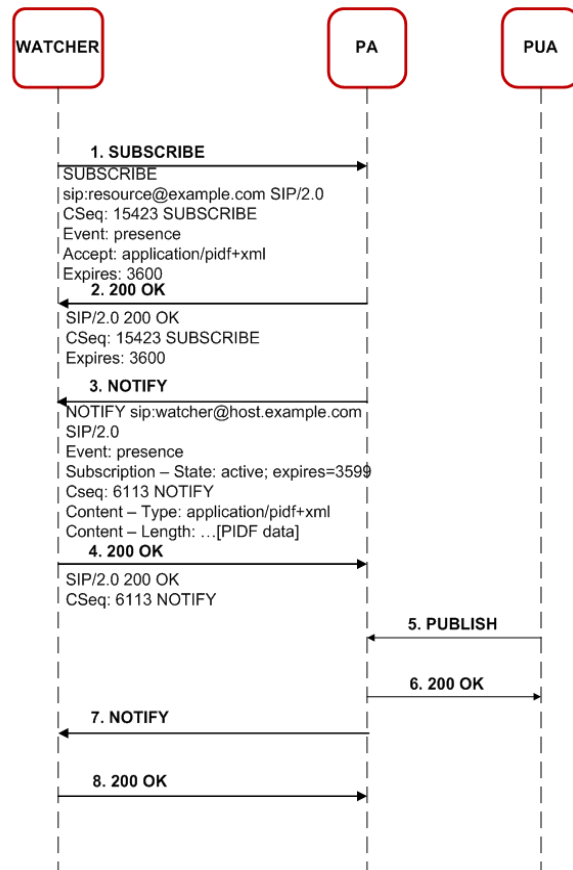 WATCHER
PA
PUA
1. SUBSCRIBE
SUBSCRIBE
sip:resource@example.com SIP/2.0
CSeq: 15423 SUBSCRIBE
Event: presence
Accept: application/pidf+xml
Expires: 3600
2. 200 OK
SIP/2.0 200 OK
CSeq: 15423 SUBSCRIBE
Expires: 3600
3. NOTIFY
NOTIFY sip:watcher@host.example.com
SIP/2.0
Event: presence
Subscription – State: active; expires=3599
Cseq: 6113 NOTIFY
Content – Type: application/pidf+xml
Content – Length: …[PIDF data]
4. 200 OK
SIP/2.0 200 OK
CSeq: 6113 NOTIFY
5. PUBLISH
6. 200 OK
7. NOTIFY
8. 200 OK